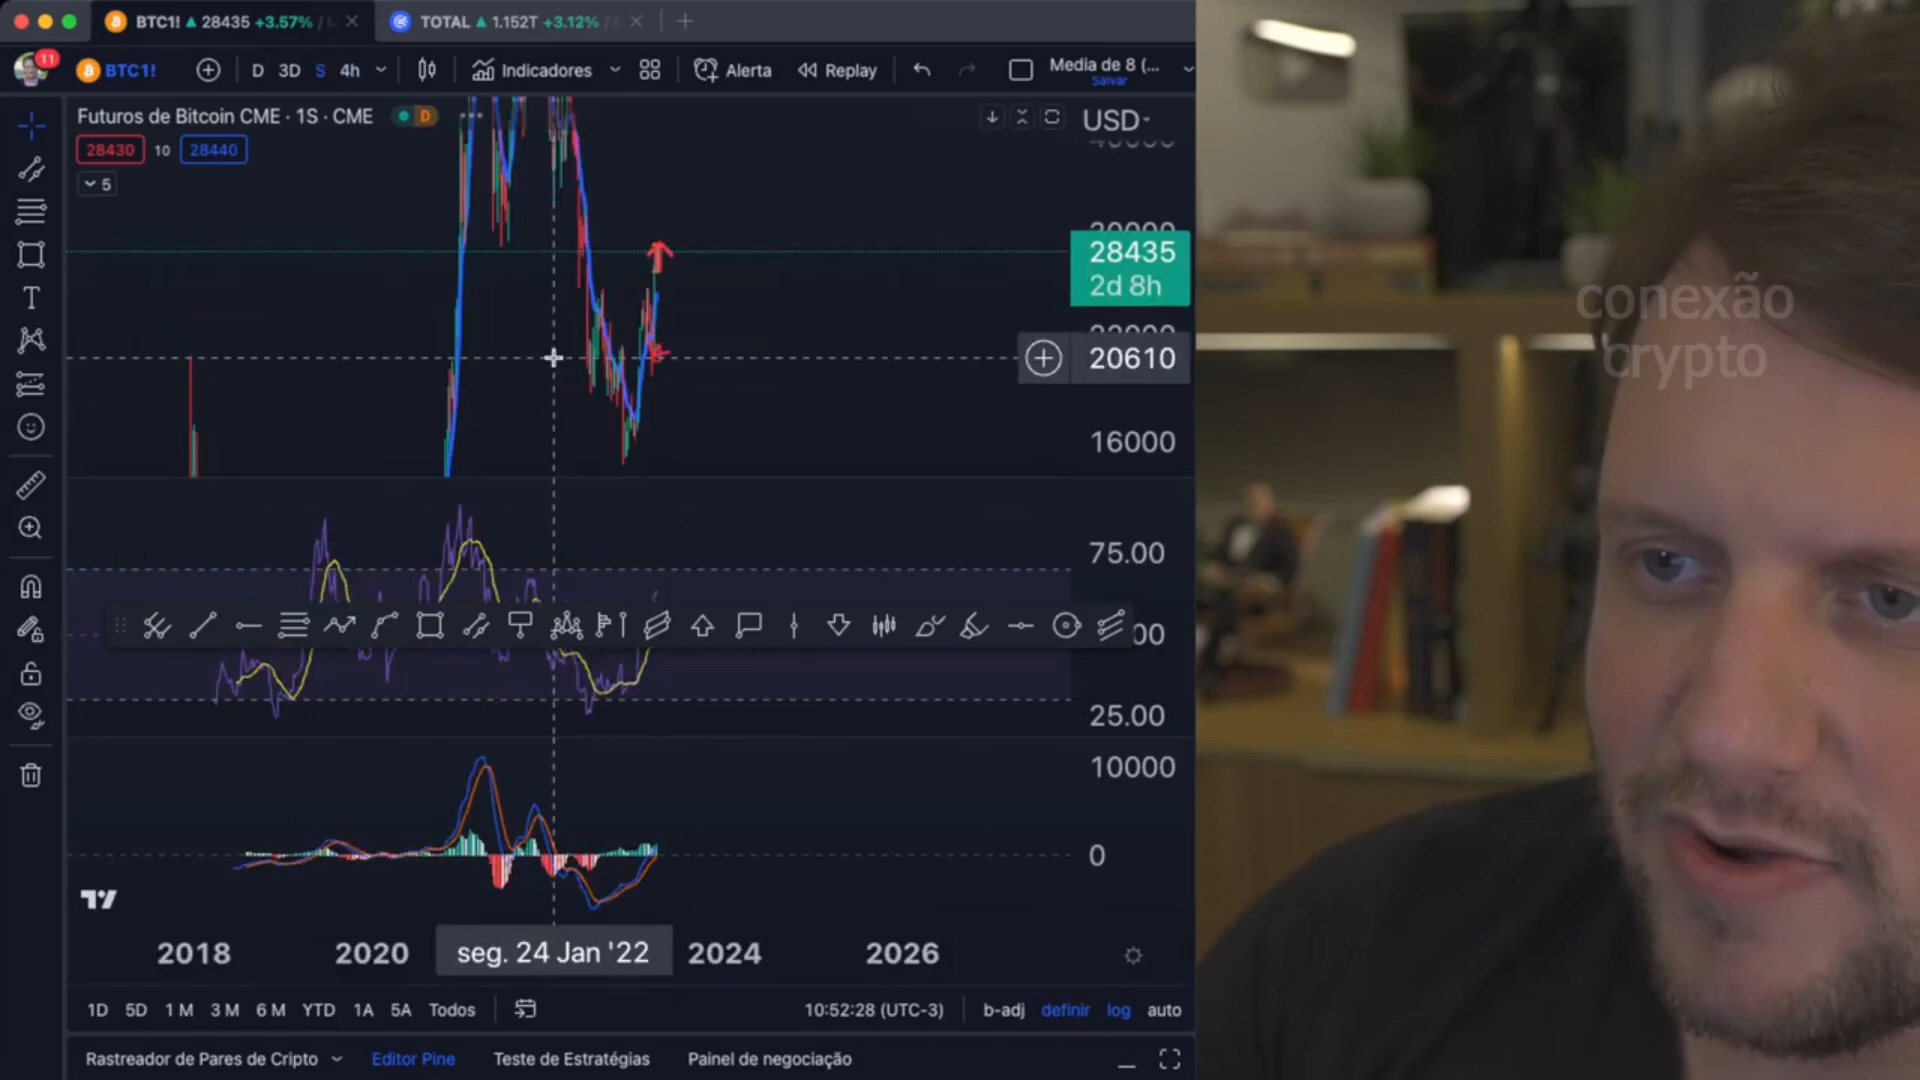 BTC1! ▲ 28435 +3.57% /
TOTAL ▲ 1.152T +3.12% /
11
BTC1!
D 3D S 4h
Indicadores
Alerta
Replay
Media de 8 (...
Salvar
Futuros de Bitcoin CME · 1S · CME
D
USD
28430 10 28440
5
28435
2d 8h
20610
16000
75.00
25.00
10000
0
2018 2020 seg. 24 Jan '22 2024 2026
1D 5D 1 M 3 M 6 M YTD 1A 5A Todos
10:52:28 (UTC-3)
b-adj definir log auto
Rastreador de Pares de Cripto
Editor Pine
Teste de Estratégias
Painel de negociação
conexão
crypto